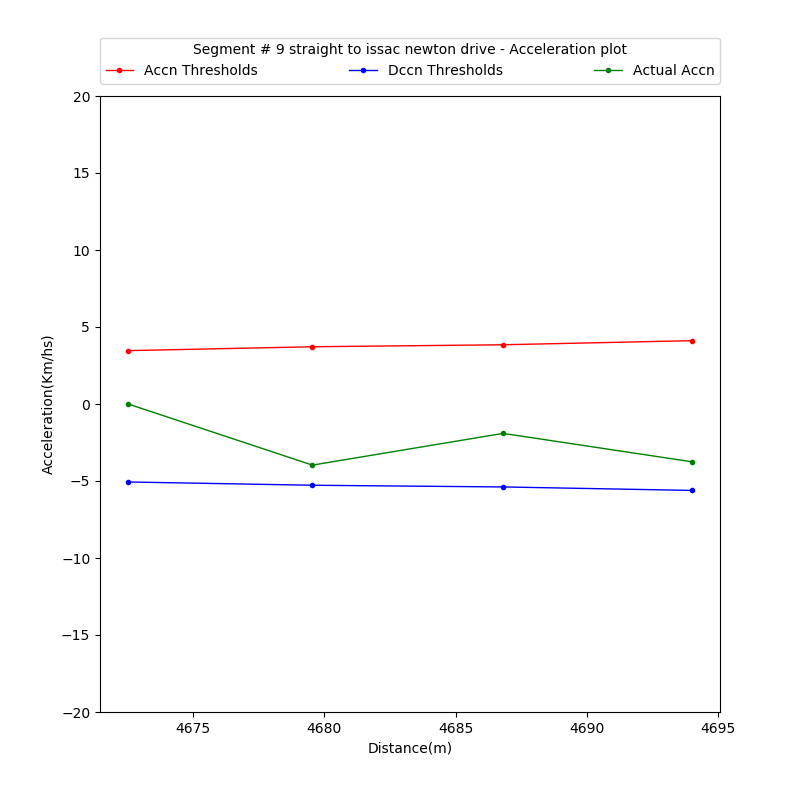 Segment # 9 straight to issac newton drive - Acceleration plot
Accn Thresholds Dccn Thresholds Actual Accn
20
15
10
5
0
−5
−10
−15
−20
Acceleration(Km/hs)
4675 4680 4685 4690 4695
Distance(m)